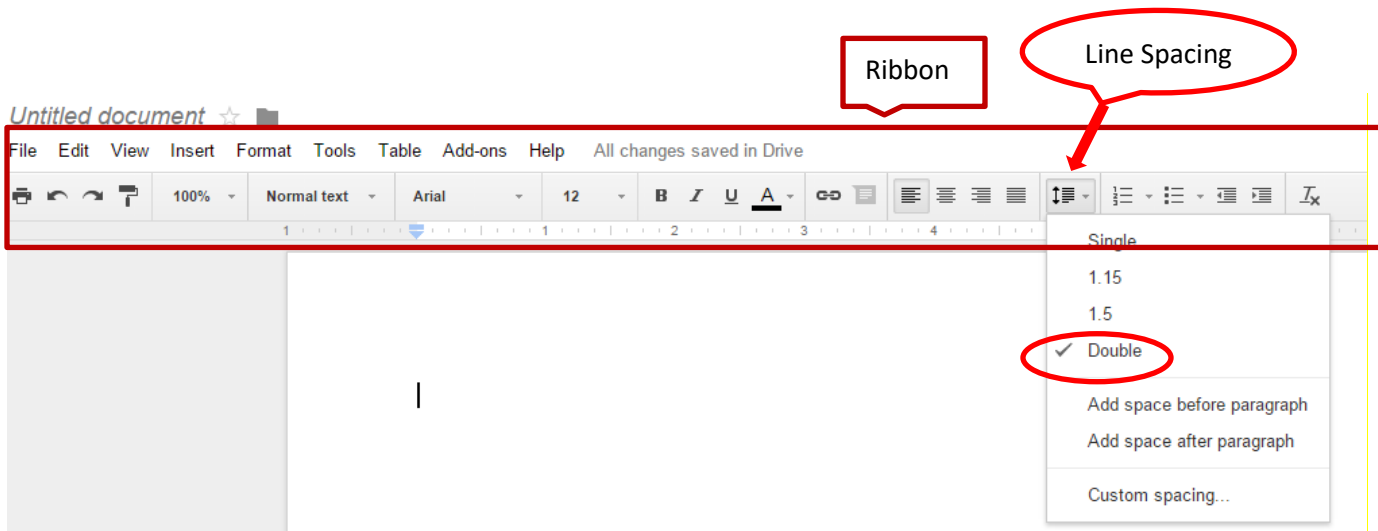 Ribbon
Line Spacing
Untitled document
File Edit View Insert Format Tools Table Add-ons Help All changes saved in Drive
100% Normal text Arial 12 B I U A
1 1 2 3 4
Single
1.15
1.5
Double
Add space before paragraph
Add space after paragraph
Custom spacing...